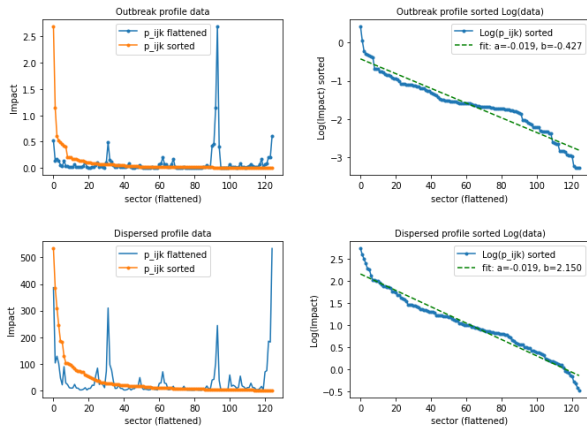 Outbreak profile data
Impact
2.5
2.0
1.5
1.0
0.5
0.0
p_ijk flattened
p_ijk sorted
0 20 40 60 80 100 120
sector (flattened)
Outbreak profile sorted Log(data)
Log(Impact) sorted
0
−1
−2
−3
Log(p_ijk) sorted
fit: a=-0.019, b=-0.427
0 20 40 60 80 100 120
sector (flattened)
Dispersed profile data
Impact
500
400
300
200
100
0
p_ijk flattened
p_ijk sorted
0 20 40 60 80 100 120
sector (flattened)
Dispersed profile sorted Log(data)
Log(Impact) sorted
2.5
2.0
1.5
1.0
0.5
0.0
−0.5
Log(p_ijk) sorted
fit: a=-0.019, b=2.150
0 20 40 60 80 100 120
sector (flattened)